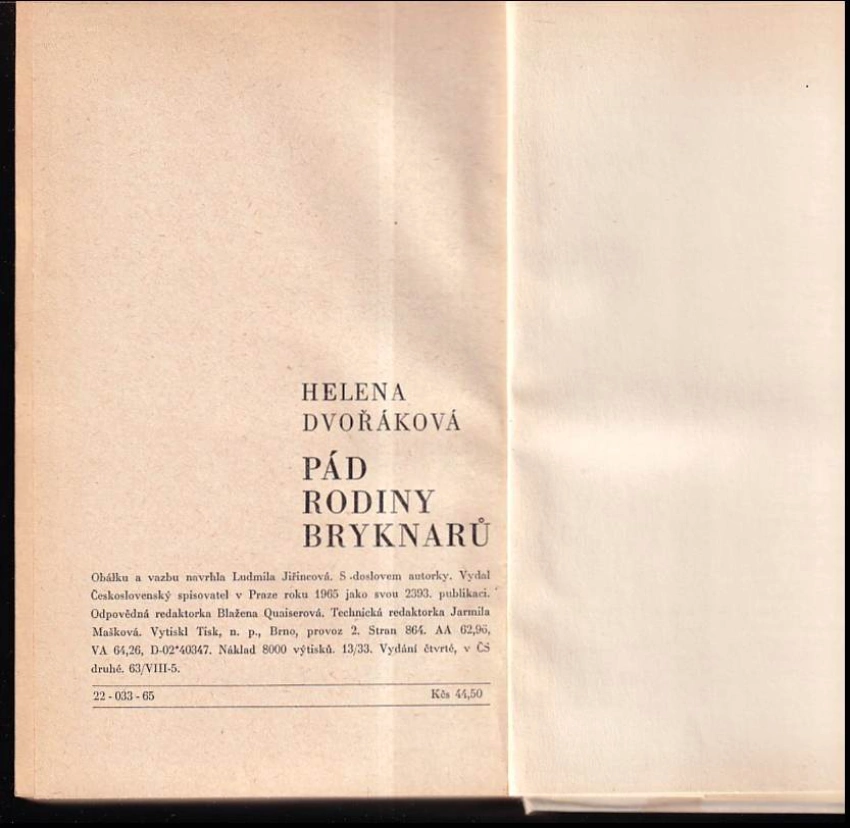 HELENA
DVOŘÁKOVÁ
PÁD
RODINY
BRYKNARŮ
Obálku a vazbu navrhla Ludmila Jiřincová. S doslovem autorky. Vydal
Československý spisovatel v Praze roku 1965 jako svou 2393. publikaci.
Odpovědná redaktorka Blažena Quaiserová. Technická redaktorka Jarmila
Mašková. Vytiskl Tisk, n. p., Brno, provoz 2. Stran 864. AA 62,96,
VA 64,26, D-02*40347. Náklad 8000 výtisků. 13/33. Vydání čtvrté, v ČS
druhé. 63/VIII-5.
22 - 033 - 65
Kčs 44,50